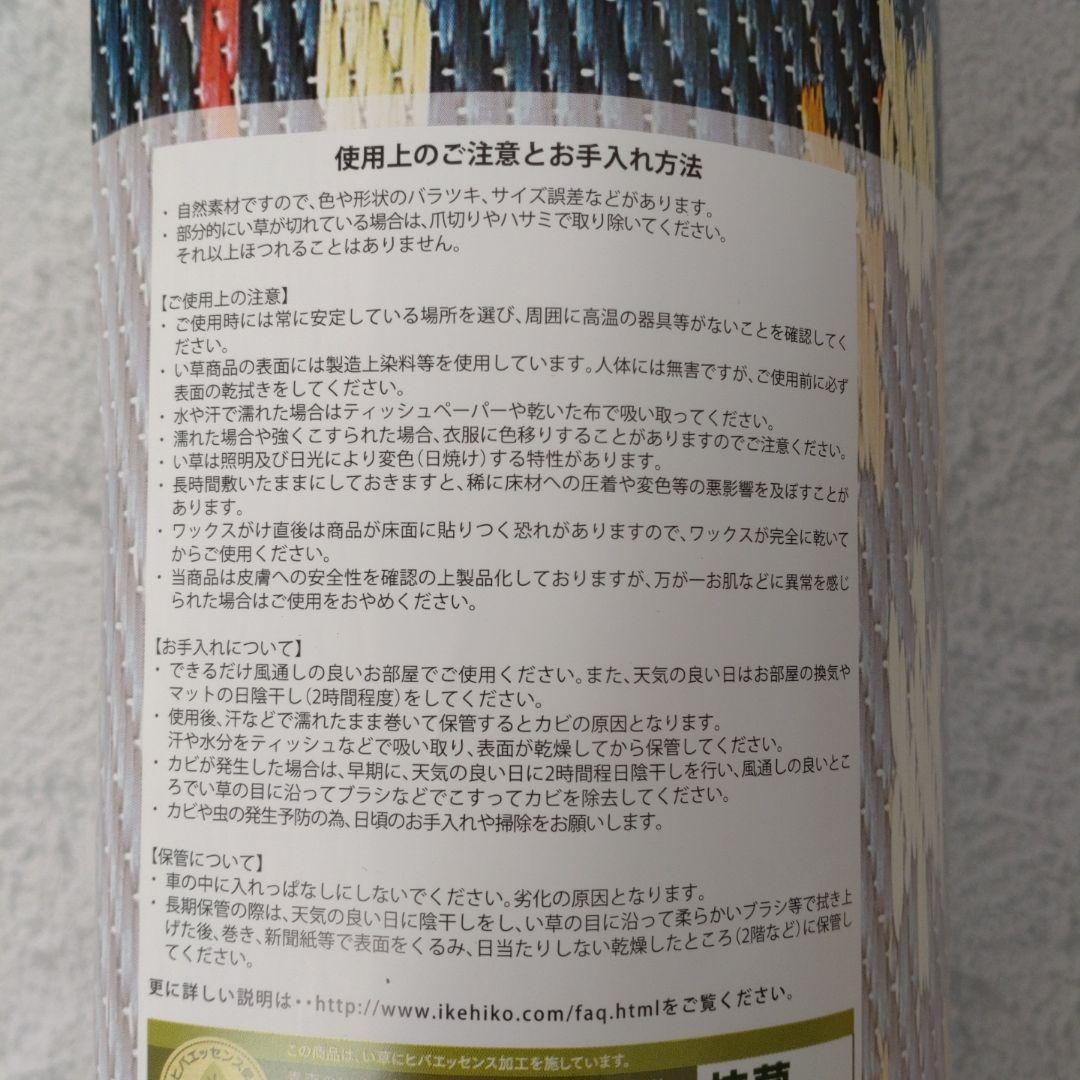 使用上のご注意とお手入れ方法
・ 自然素材ですので、色や形状のバラツキ、サイズ誤差などがあります。
・ 部分的にい草が切れている場合は、爪切りやハサミで取り除いてください。
それ以上ほつれることはありません。
【ご使用上の注意】
・ ご使用時には常に安定している場所を選び、周囲に高温の器具等がないことを確認してく
ださい。
・ い草商品の表面には製造上染料等を使用しています。人体には無害ですが、ご使用前に必ず
表面の乾拭きをしてください。
・ 水や汗で濡れた場合はティッシュペーパーや乾いた布で吸い取ってください。
・ 濡れた場合や強くこすられた場合、衣服に色移りすることがありますのでご注意ください。
・ い草は照明及び日光により変色(日焼け)する特性があります。
・ 長時間敷いたままにしておきますと、稀に床材への圧着や変色等の悪影響を及ぼすことが
あります。
・ ワックスがけ直後は商品が床面に貼りつく恐れがありますので、ワックスが完全に乾いて
からご使用ください。
・ 当商品は皮膚への安全性を確認の上製品化しておりますが、万が一お肌などに異常を感じ
られた場合はご使用をおやめください。
【お手入れについて】
・ できるだけ風通しの良いお部屋でご使用ください。また、天気の良い日はお部屋の換気や
マットの日陰干し(2時間程度)をしてください。
・ 使用後、汗などで濡れたまま巻いて保管するとカビの原因となります。
汗や水分をティッシュなどで吸い取り、表面が乾燥してから保管してください。
・ カビが発生した場合は、早期に、天気の良い日に2時間程日陰干しを行い、風通しの良いとこ
ろでい草の目に沿ってブラシなどでこすってカビを除去してください。
・ カビや虫の発生予防の為、日頃のお手入れや掃除をお願いします。
【保管について】
・ 車の中に入れっぱなしにしないでください。劣化の原因となります。
・ 長期保管の際は、天気の良い日に陰干しをし、い草の目に沿って柔らかいブラシ等で拭き上
げた後、巻き、新聞紙等で表面をくるみ、日当たりしない乾燥したところ(2階など)に保管し
てください。
更に詳しい説明は・・http://www.ikehiko.com/faq.htmlをご覧ください。
この商品は、い草にヒバエッセンス加工を施しています。
ヒバエッセンス